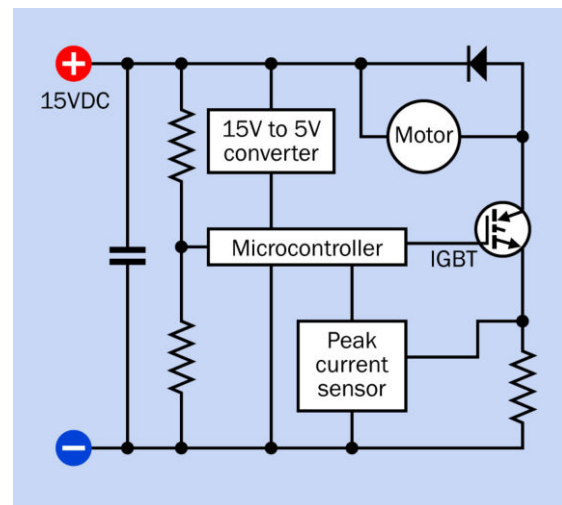 +
15VDC
15V to 5V
converter
Motor
Microcontroller
IGBT
Peak
current
sensor
−